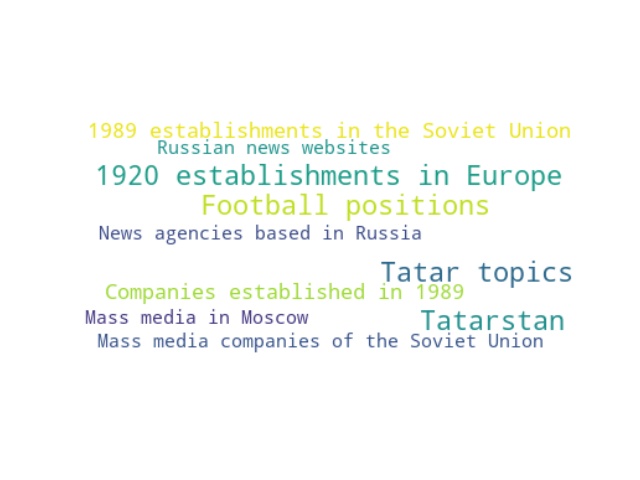 1989 establishments in the Soviet Union
Russian news websites
1920 establishments in Europe
Football positions
News agencies based in Russia
Tatar topics
Companies established in 1989
Mass media in Moscow
Tatarstan
Mass media companies of the Soviet Union